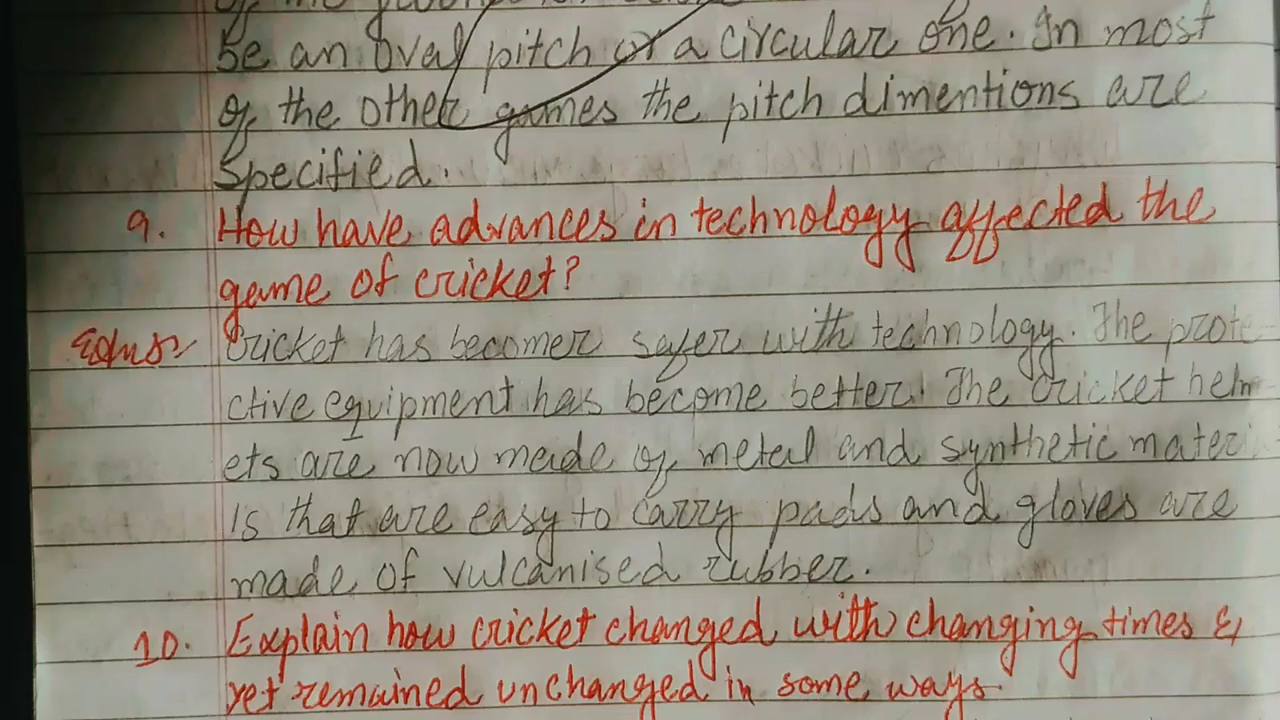 of the
be an oval pitch or a circular one. In most
of the other games the pitch dimentions are
specified.
9. How have advances in technology affected the
game of cricket?
Cricket has becomer safer with technology. The prote
ctive equipment has become better. The cricket helm
ets are now made of metal and synthetic materi
ls that are easy to carry pads and gloves are
made of vulcanised rubber.
10. Explain how cricket changed with changing times &
yet remained unchanged in some ways